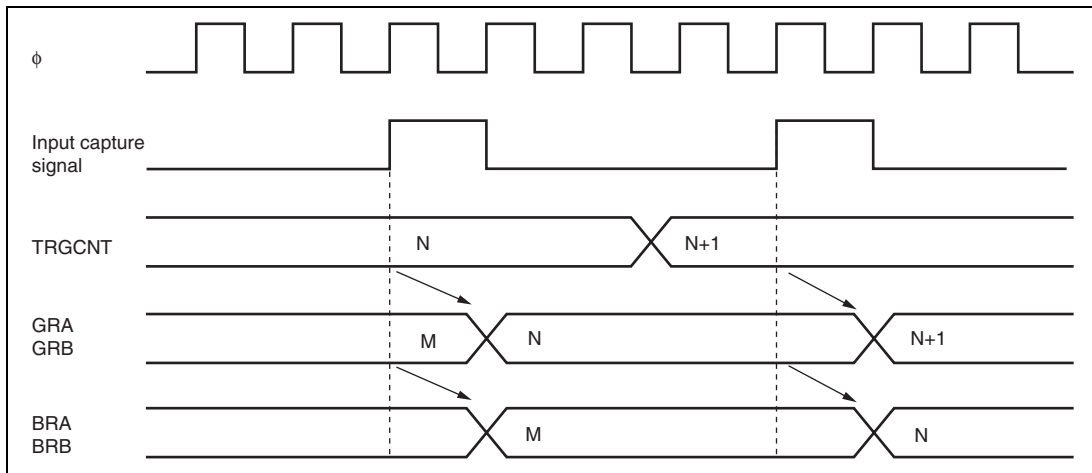 ϕ
Input capture
signal
TRGCNT
N
N+1
GRA
GRB
M
N
N+1
BRA
BRB
M
N